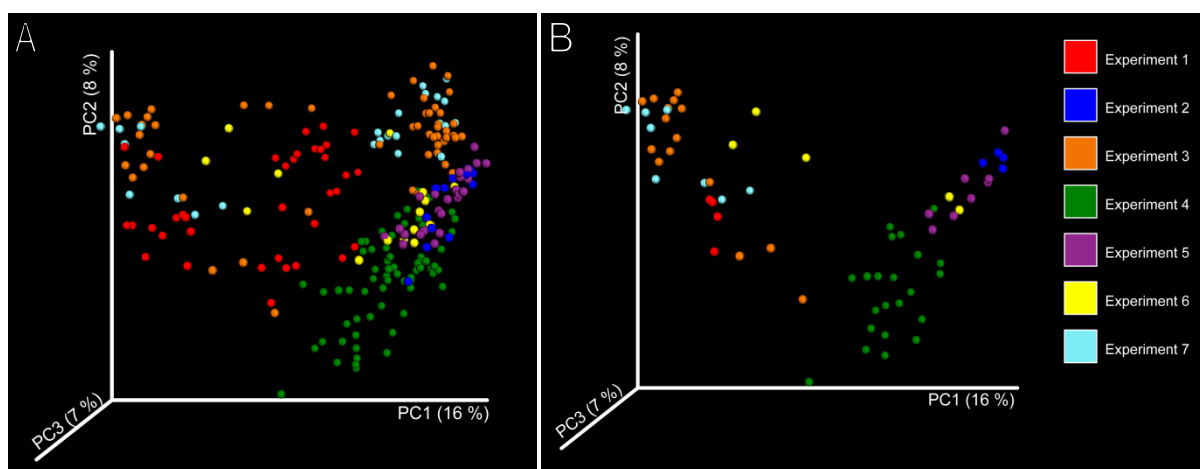 A
PC2 (8 %)
PC3 (7 %)
PC1 (16 %)
B
PC2 (8 %)
PC3 (7 %)
PC1 (16 %)
Experiment 1
Experiment 2
Experiment 3
Experiment 4
Experiment 5
Experiment 6
Experiment 7